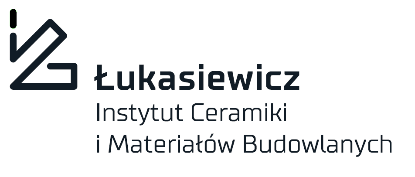 Łukasiewicz
Instytut Ceramiki
i Materiałów Budowlanych